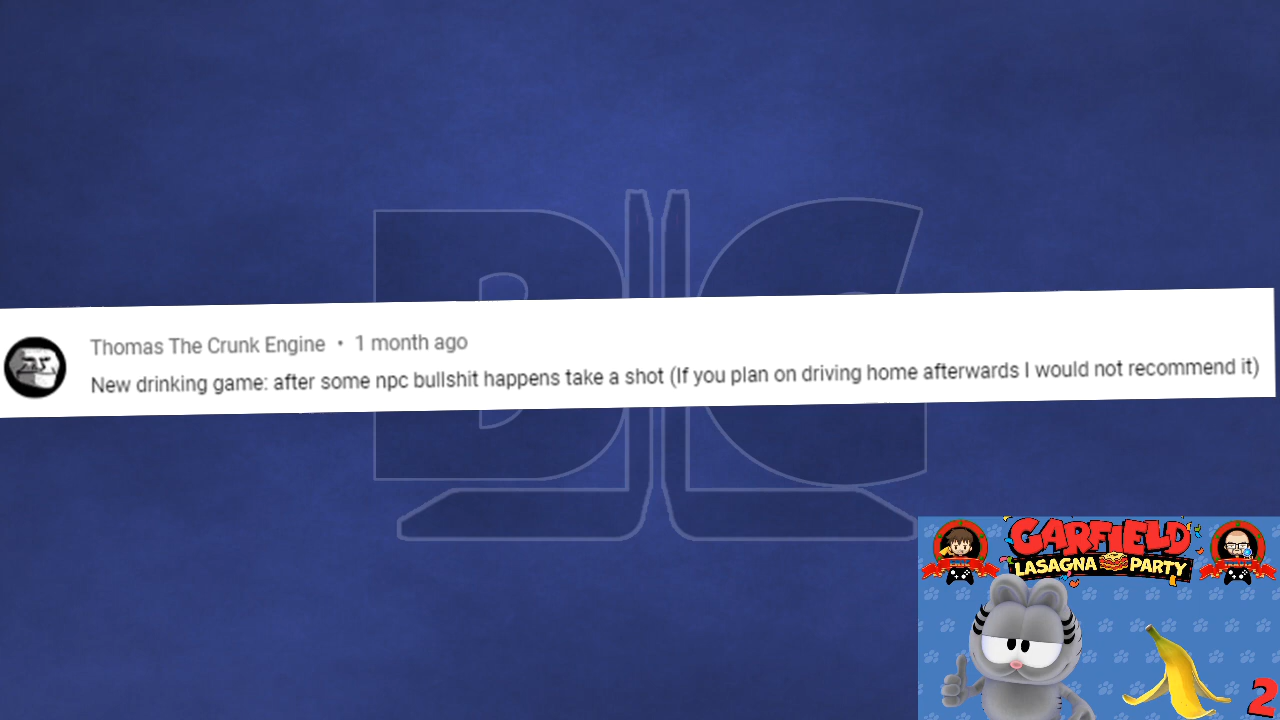 Thomas The Crunk Engine • 1 month ago
New drinking game: after some npc bullshit happens take a shot (If you plan on driving home afterwards I would not recommend it)
GARFIELD
LASAGNA PARTY
2